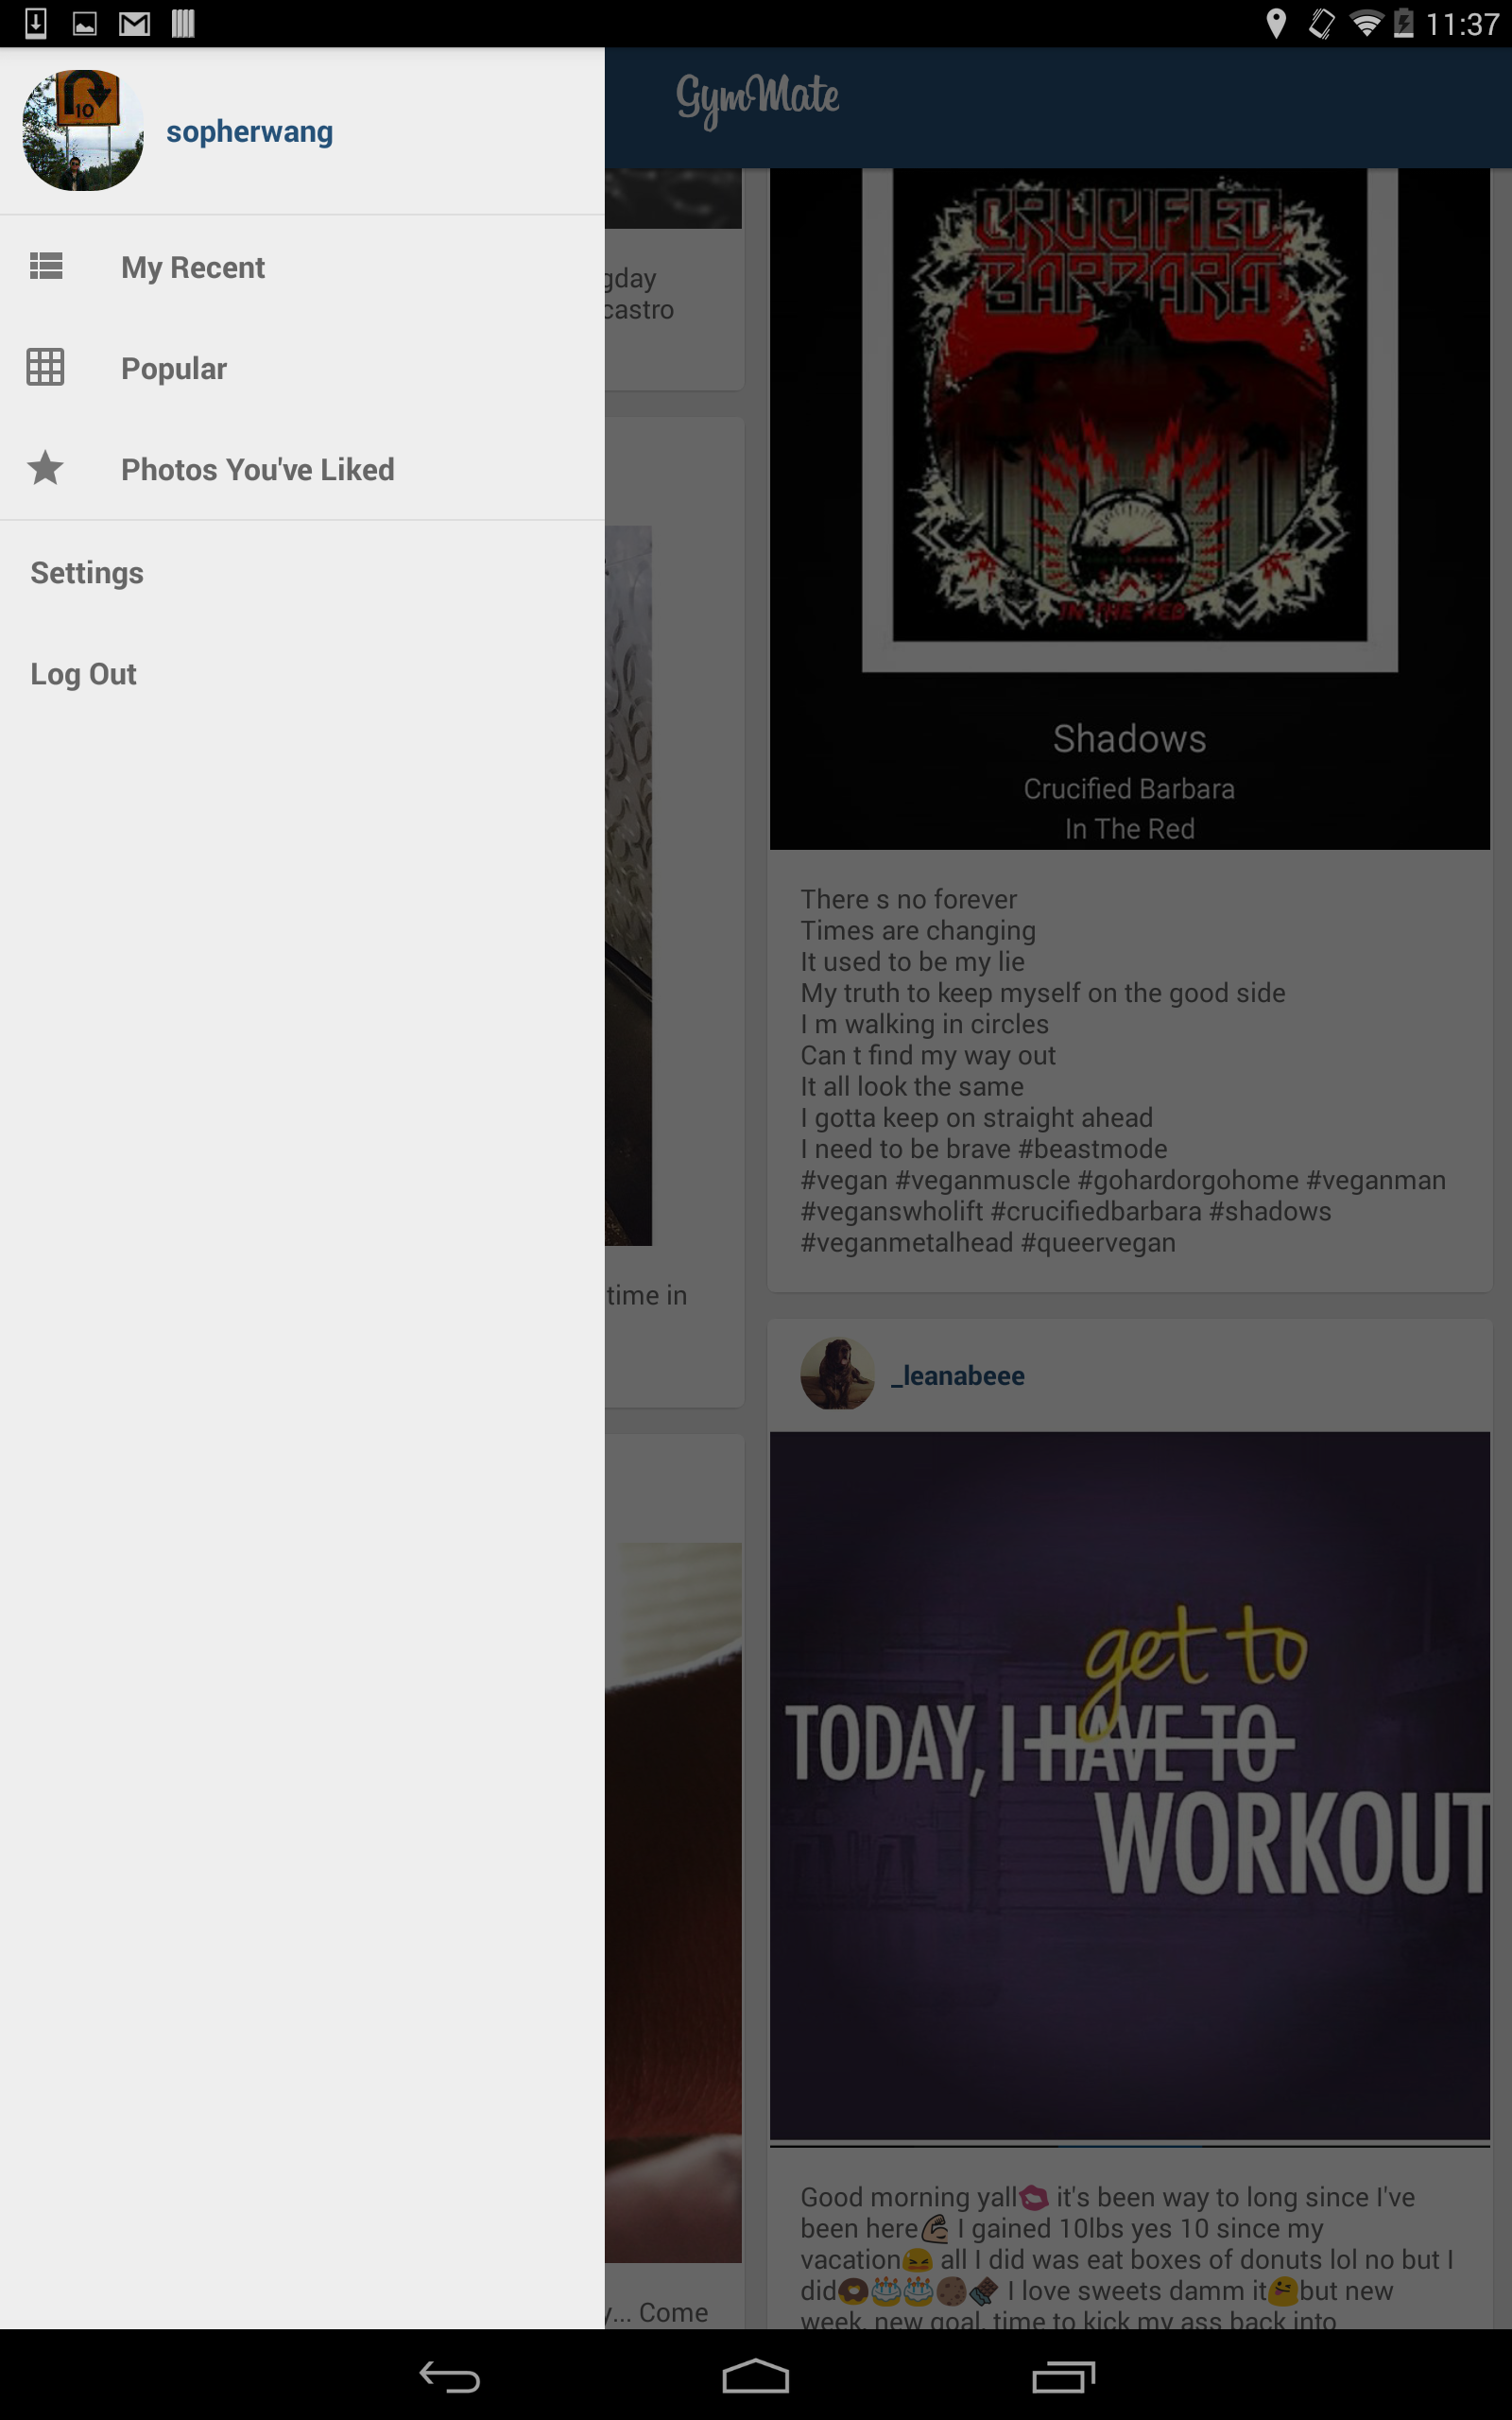 11:37
10
sopherwang
GymMate
My Recent
Popular
Photos You've Liked
Settings
Log Out
gday
castro
time in
... Come
CRUCIFIED
BARBARA
IN THE RED
Shadows
Crucified Barbara
In The Red
There s no forever
Times are changing
It used to be my lie
My truth to keep myself on the good side
I m walking in circles
Can t find my way out
It all look the same
I gotta keep on straight ahead
I need to be brave #beastmode
#vegan #veganmuscle #gohardorgohome #veganman
#veganswholift #crucifiedbarbara #shadows
#veganmetalhead #queervegan
_leanabeee
get to
TODAY, I HAVE TO
WORKOUT
Good morning yall💋 it's been way to long since I've
been here💪 I gained 10lbs yes 10 since my
vacation😝 all I did was eat boxes of donuts lol no but I
did🍩🎂🎂🍪🍫 I love sweets damm it😜but new
week, new goal, time to kick my ass back into